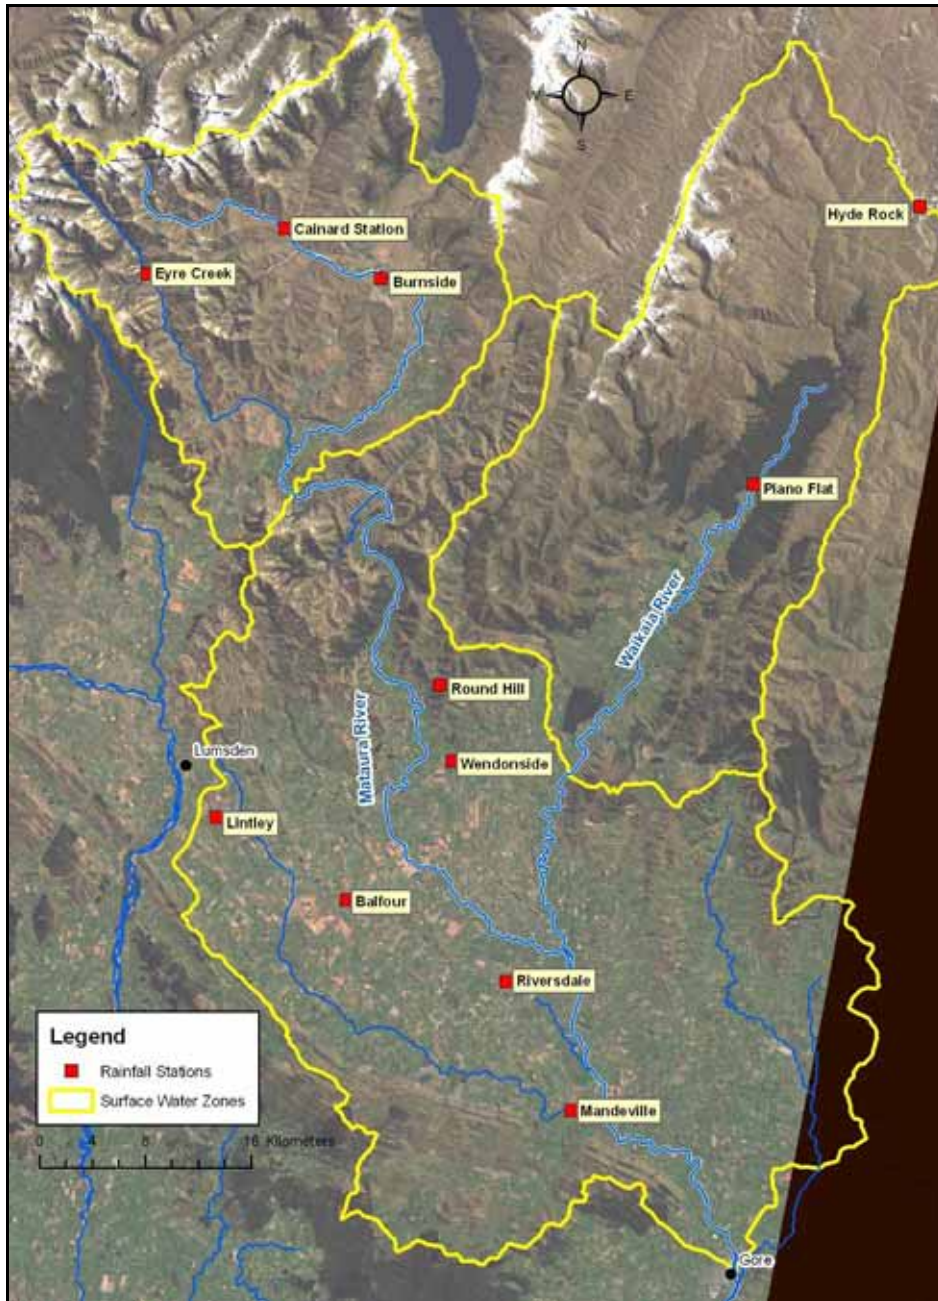 N
W
E
S
Hyde Rock
Cainard Station
Eyre Creek
Burnside
Piano Flat
Waikaia River
Round Hill
Mataura River
Wendonside
Lumsden
Lintley
Balfour
Riversdale
Legend
Rainfall Stations
Surface Water Zones
Mandeville
0 4 8 16 Kilometers
Gore